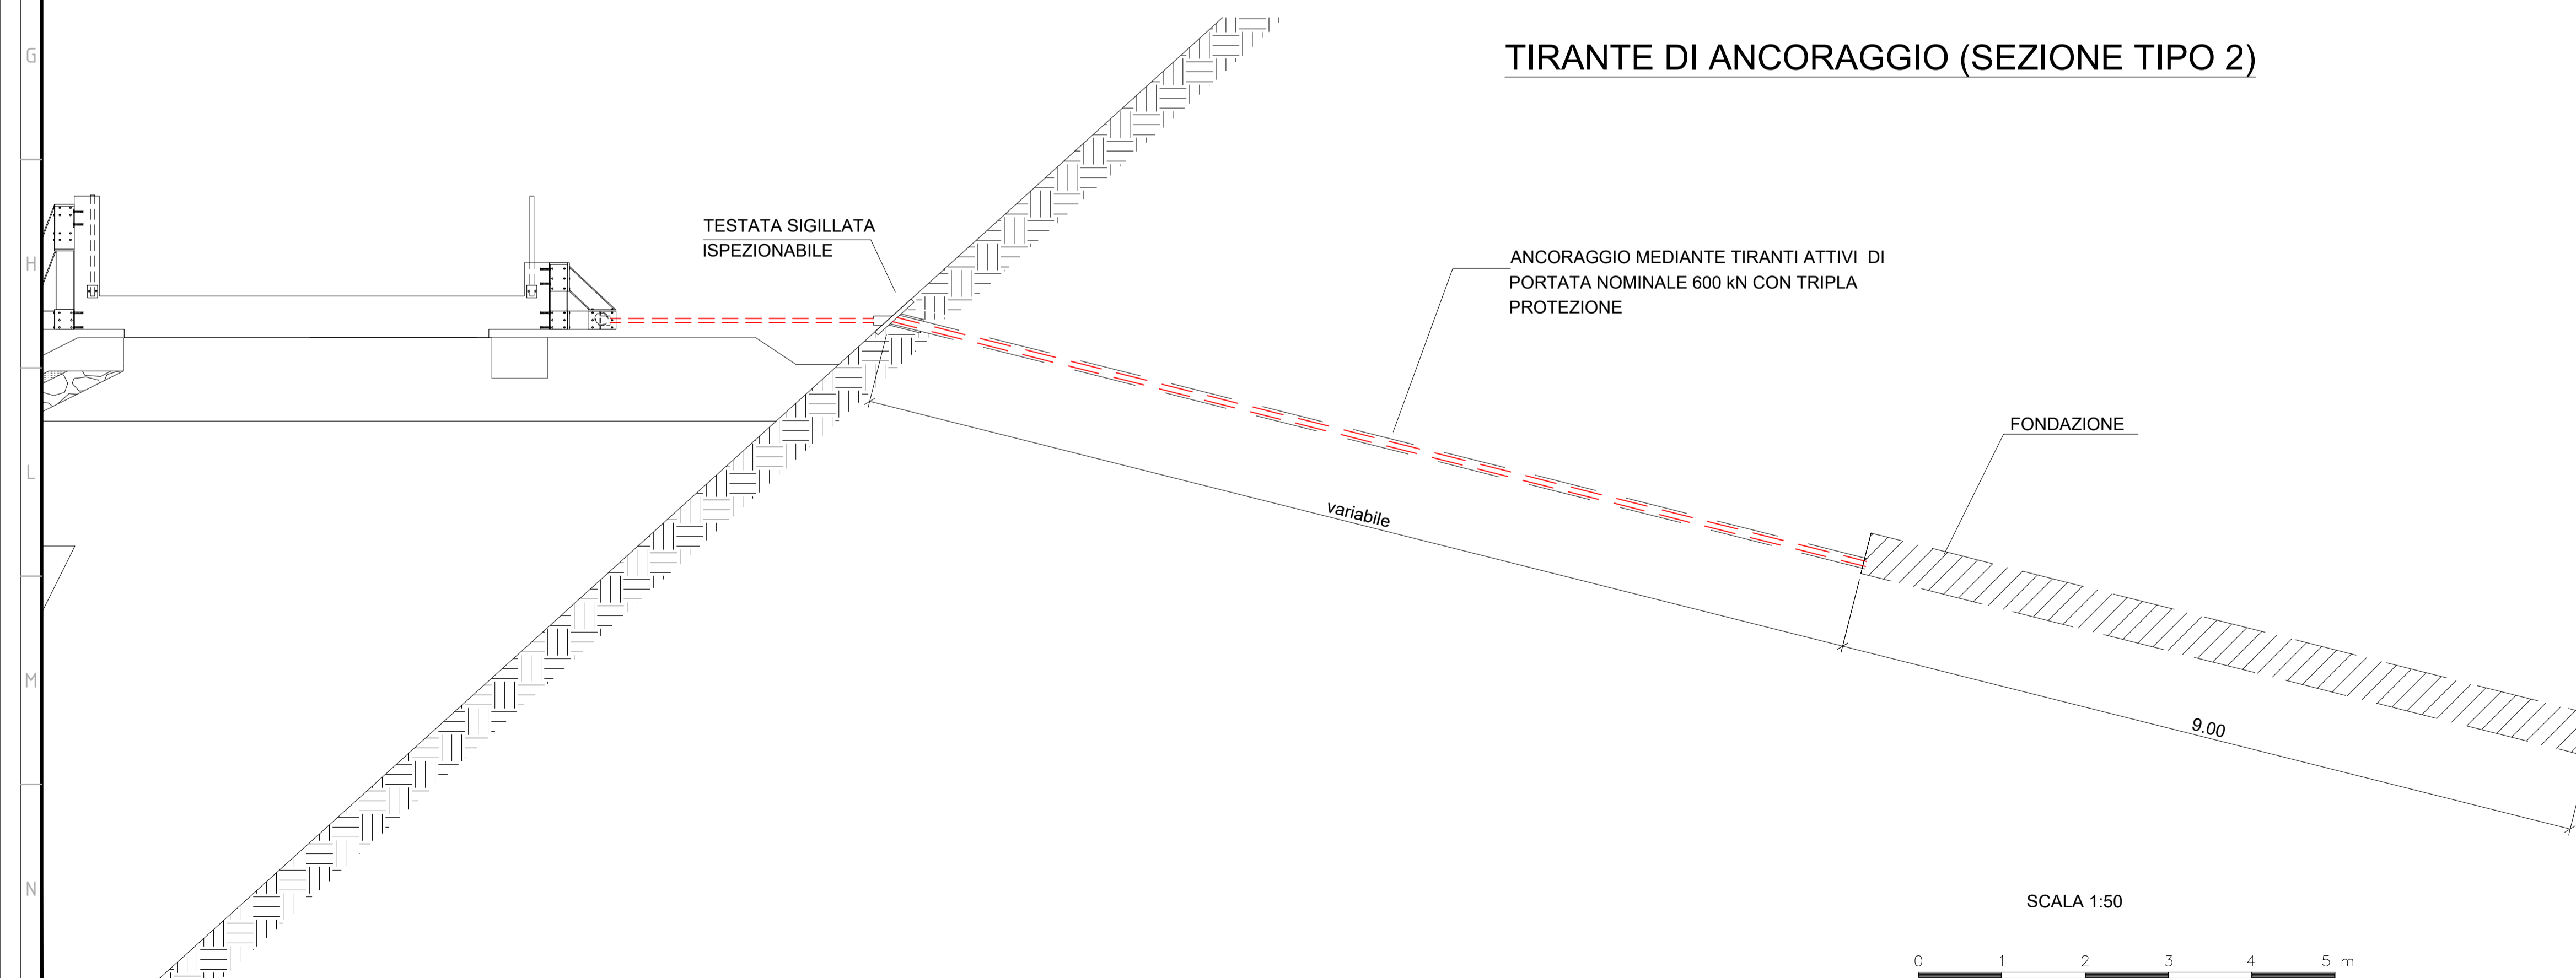 G
TIRANTE DI ANCORAGGIO (SEZIONE TIPO 2)
TESTATA SIGILLATA
ISPEZIONABILE
H
ANCORAGGIO MEDIANTE TIRANTI ATTIVI DI
PORTATA NOMINALE 600 kN CON TRIPLA
PROTEZIONE
FONDAZIONE
L
variabile
M
9.00
N
SCALA 1:50
0 1 2 3 4 5 m